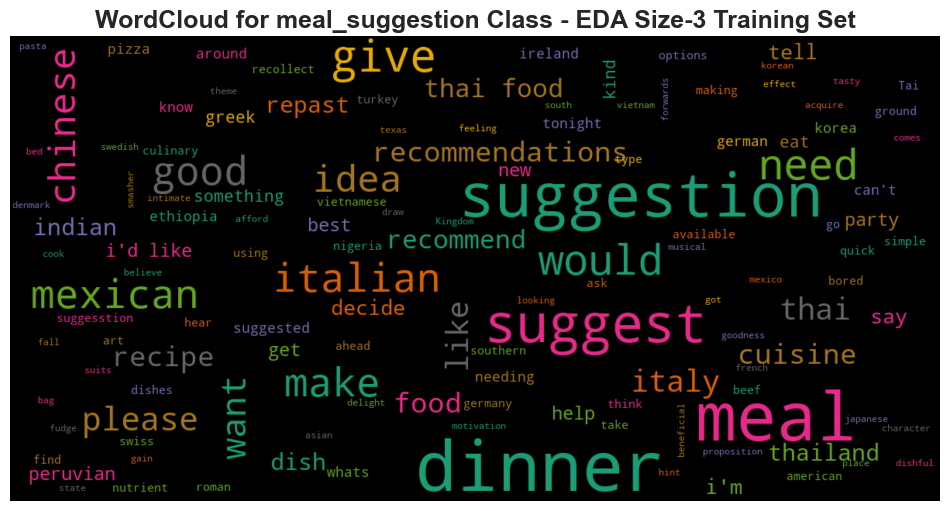 WordCloud for meal_suggestion Class - EDA Size-3 Training Set
pasta
pizza
around
give
ireland
kind
options
tell
chinese
recollect
thai food
korean
making
effect
tasty
Tai
forwards
theme
know
greek
repast
turkey
south
vietnam
acquire
ground
tonight
texas
feeling
german
eat
korea
comes
bed
swedish
culinary
good
idea
recommendations
type
new
need
can't
smasher
intimate
something
vietnamese
suggestion
denmark
indian
ethiopia
afford
best
draw
Kingdom
go
party
i'd like
using
nigeria
recommend
would
available
musical
quick
simple
cook
believe
mexican
italian
ask
mexico
bored
looking
got
thai
say
suggesstion
hear
decide
like
suggest
goodness
fall
art
suggested
get
ahead
southern
cuisine
french
recipe
suits
dishes
want
make
needing
italy
beef
bag
delight
food
germany
think
help
take
meal
japanese
character
fudge
please
swiss
asian
motivation
beneficial
proposition
thailand
place
dishful
find
gain
dish
whats
dinner
hint
american
peruvian
state
nutrient
roman
i'm